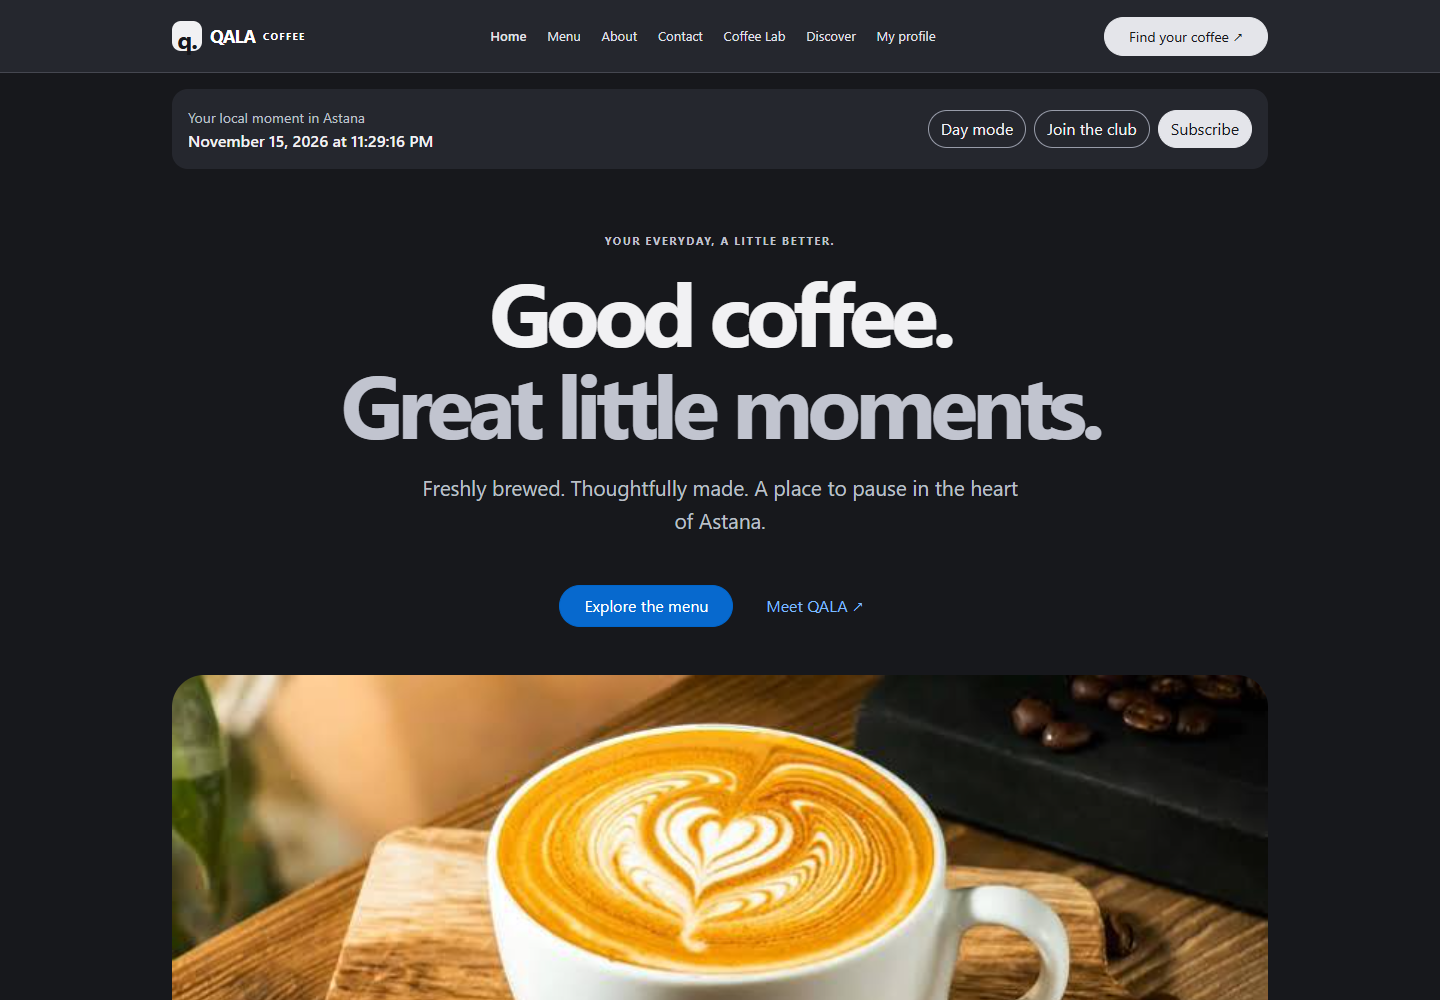 q. QALA COFFEE
Home Menu About Contact Coffee Lab Discover My profile
Find your coffee ↗
Your local moment in Astana
November 15, 2026 at 11:29:16 PM
Day mode Join the club Subscribe
YOUR EVERYDAY, A LITTLE BETTER.
Good coffee.
Great little moments.
Freshly brewed. Thoughtfully made. A place to pause in the heart
of Astana.
Explore the menu Meet QALA ↗